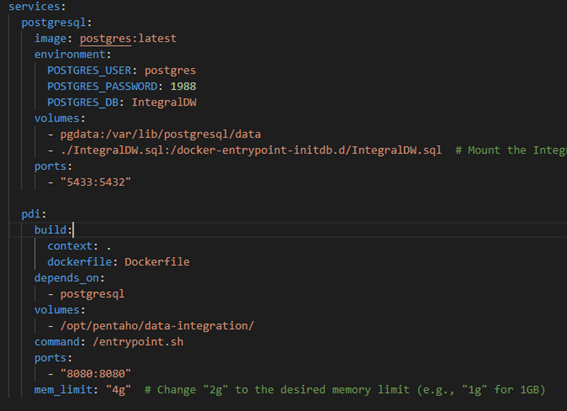 services:
  postgresql:
    image: postgres:latest
    environment:
      POSTGRES_USER: postgres
      POSTGRES_PASSWORD: 1988
      POSTGRES_DB: IntegralDW
    volumes:
      - pgdata:/var/lib/postgresql/data
      - ./IntegralDW.sql:/docker-entrypoint-initdb.d/IntegralDW.sql  # Mount the Integ
    ports:
      - "5433:5432"
  pdi:
    build:
      context: .
      dockerfile: Dockerfile
    depends_on:
      - postgresql
    volumes:
      - /opt/pentaho/data-integration/
    command: /entrypoint.sh
    ports:
      - "8080:8080"
    mem_limit: "4g"  # Change "2g" to the desired memory limit (e.g., "1g" for 1GB)